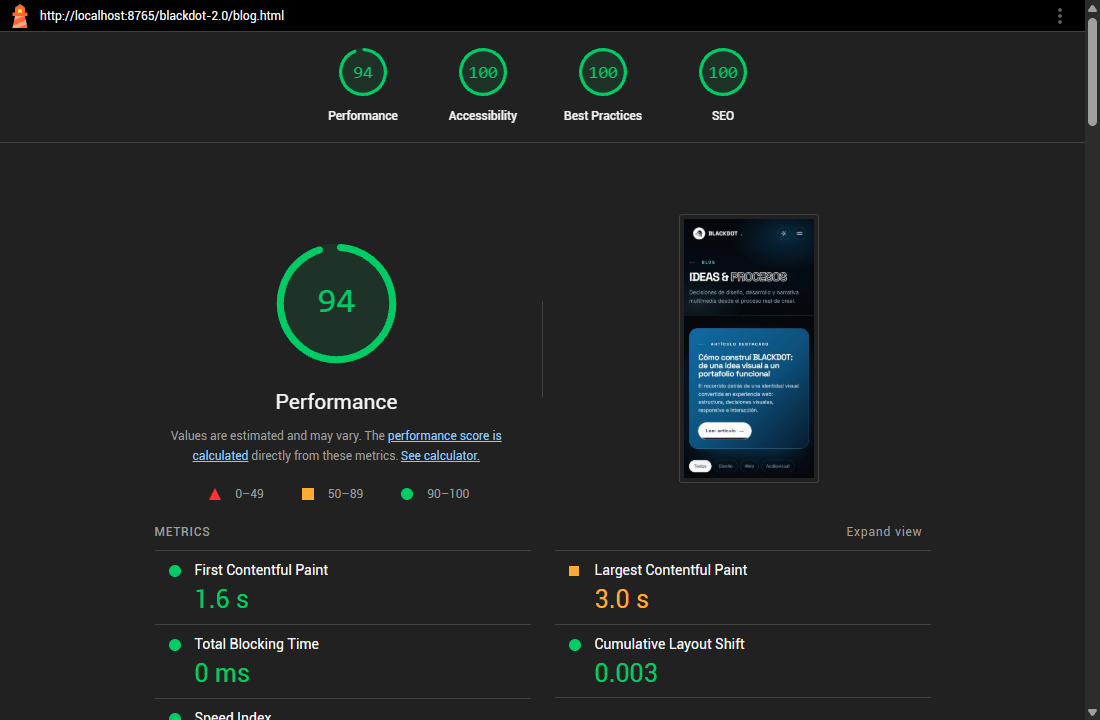 http://localhost:8765/blackdot-2.0/blog.html
94
100
100
100
Performance
Accessibility
Best Practices
SEO
94
Performance
Values are estimated and may vary. The performance score is
calculated directly from these metrics. See calculator.
0–49
50–89
90–100
BLACKDOT .
BLOG
IDEAS & PROCESOS
Decisiones de diseño, desarrollo y narrativa
multimedia desde el proceso real de crear.
ARTÍCULO DESTACADO
Cómo construí BLACKDOT:
de una idea visual a un
portafolio funcional
El recorrido detrás de una identidad visual
convertida en experiencia web:
estructura, decisiones visuales,
responsive e interacción.
Leer artículo →
Todos
Diseño
Web
Audiovisual
METRICS
Expand view
First Contentful Paint
1.6 s
Largest Contentful Paint
3.0 s
Total Blocking Time
0 ms
Cumulative Layout Shift
0.003
Speed Index